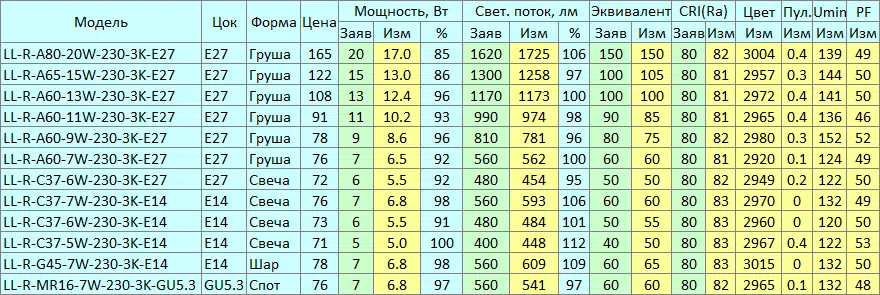 Модель Цок Форма Цена Мощность, Вт Свет. поток, лм Эквивалент CRI(Ra) Цвет Пул. Umin PF
Заяв Изм % Заяв Изм % Заяв Изм Заяв Изм Изм Изм Изм Изм
LL-R-A80-20W-230-3K-E27 E27 Груша 165 20 17.0 85 1620 1725 106 150 150 80 82 3004 0.4 139 49
LL-R-A65-15W-230-3K-E27 E27 Груша 122 15 13.0 86 1300 1258 97 100 105 80 81 2957 0.3 144 50
LL-R-A60-13W-230-3K-E27 E27 Груша 108 13 12.4 96 1170 1173 100 100 100 80 81 2972 0.4 141 50
LL-R-A60-11W-230-3K-E27 E27 Груша 91 11 10.2 93 990 974 98 90 85 80 81 2965 0.4 136 46
LL-R-A60-9W-230-3K-E27 E27 Груша 78 9 8.6 96 810 781 96 80 75 80 82 2980 0.3 152 52
LL-R-A60-7W-230-3K-E27 E27 Груша 76 7 6.5 92 560 562 100 60 60 80 81 2920 0.1 124 49
LL-R-C37-6W-230-3K-E27 E27 Свеча 72 6 5.5 92 480 454 95 50 50 80 82 2949 0.2 122 50
LL-R-C37-7W-230-3K-E14 E14 Свеча 76 7 6.8 98 560 593 106 60 60 80 83 2970 0 132 49
LL-R-C37-6W-230-3K-E14 E14 Свеча 73 6 5.5 91 480 484 101 50 55 80 83 2960 0 120 50
LL-R-C37-5W-230-3K-E14 E14 Свеча 71 5 5.0 100 400 448 112 40 50 80 83 2967 0.4 122 53
LL-R-G45-7W-230-3K-E14 E14 Шар 78 7 6.8 98 560 609 109 60 65 80 83 3015 0 132 50
LL-R-MR16-7W-230-3K-GU5.3 GU5.3 Спот 76 7 6.8 97 560 541 97 60 60 80 82 2965 0.1 132 48